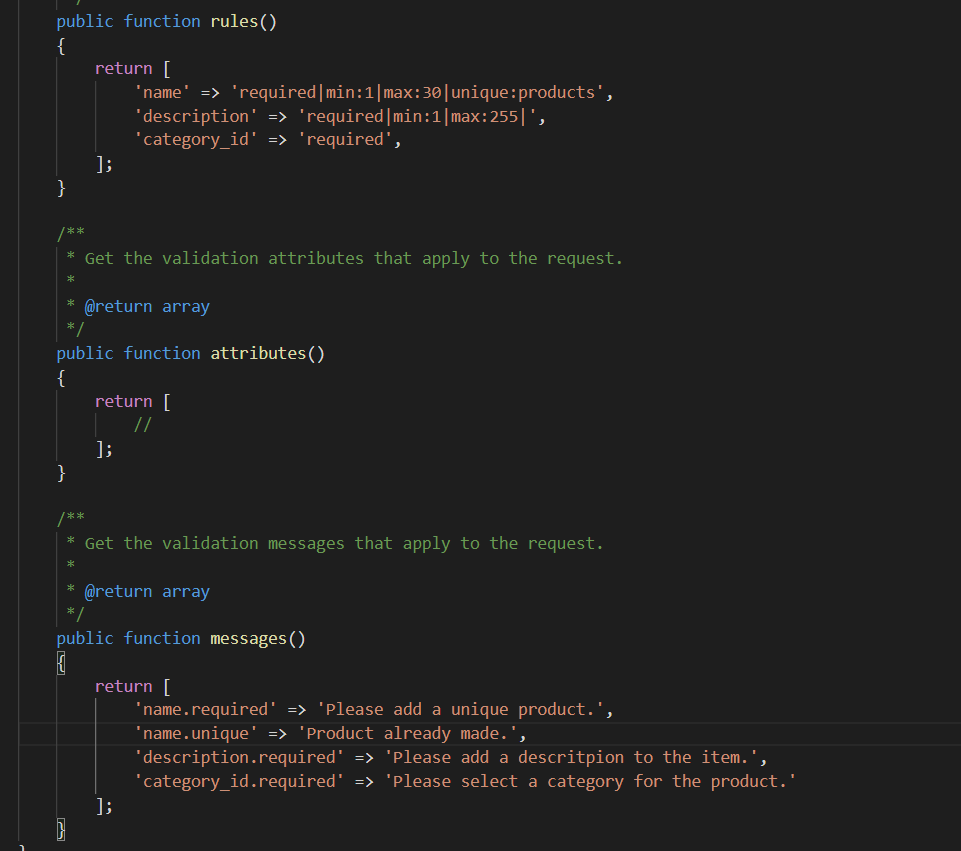 */
public function rules()
{
return [
'name' => 'required|min:1|max:30|unique:products',
'description' => 'required|min:1|max:255|',
'category_id' => 'required',
];
}
/**
* Get the validation attributes that apply to the request.
*
* @return array
*/
public function attributes()
{
return [
//
];
}
/**
* Get the validation messages that apply to the request.
*
* @return array
*/
public function messages()
{
return [
'name.required' => 'Please add a unique product.',
'name.unique' => 'Product already made.',
'description.required' => 'Please add a descritpion to the item.',
'category_id.required' => 'Please select a category for the product.'
];
}
}